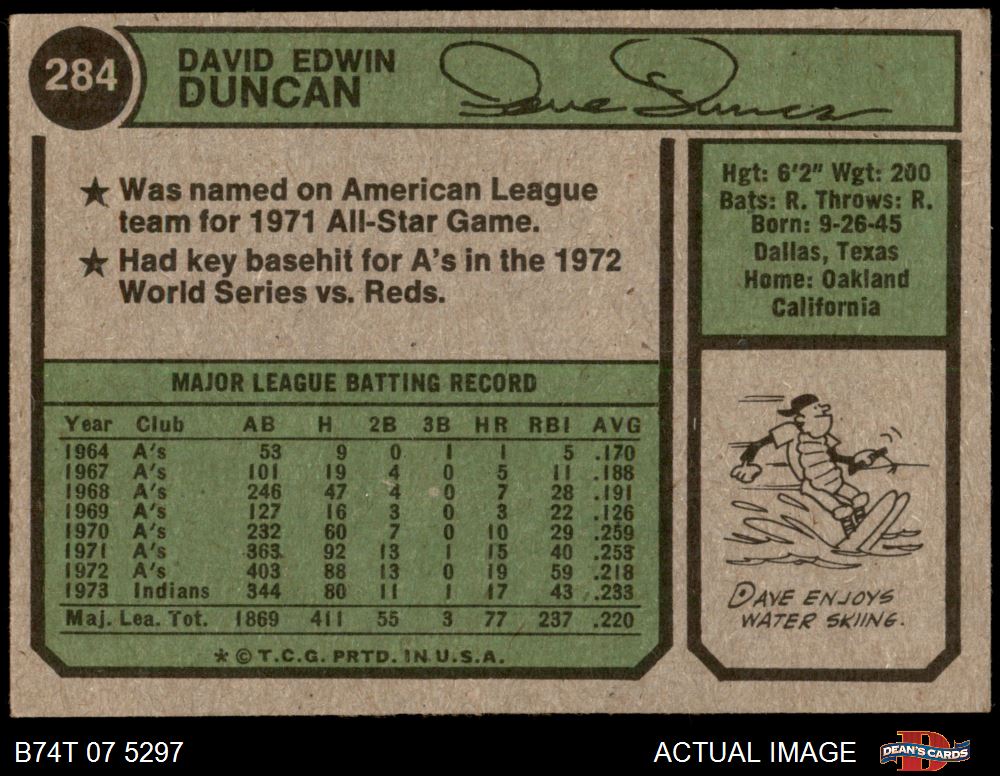 284
DAVID EDWIN
DUNCAN
Dave Duncan
★ Was named on American League
team for 1971 All-Star Game.
★ Had key basehit for A's in the 1972
World Series vs. Reds.
Hgt: 6'2" Wgt: 200
Bats: R. Throws: R.
Born: 9-26-45
Dallas, Texas
Home: Oakland
California
MAJOR LEAGUE BATTING RECORD
Year Club AB H 2B 3B HR RBI AVG
1964 A's 53 9 0 1 1 5 .170
1967 A's 101 19 4 0 5 11 .188
1968 A's 246 47 4 0 7 28 .191
1969 A's 127 16 3 0 3 22 .126
1970 A's 232 60 7 0 10 29 .259
1971 A's 363 92 13 1 15 40 .253
1972 A's 403 88 13 0 19 59 .218
1973 Indians 344 80 11 1 17 43 .233
Maj. Lea. Tot. 1869 411 55 3 77 237 .220
* © T.C.G. PRTD. IN U.S.A.
DAVE ENJOYS
WATER SKIING.
B74T 07 5297
ACTUAL IMAGE
DEAN'S CARDS